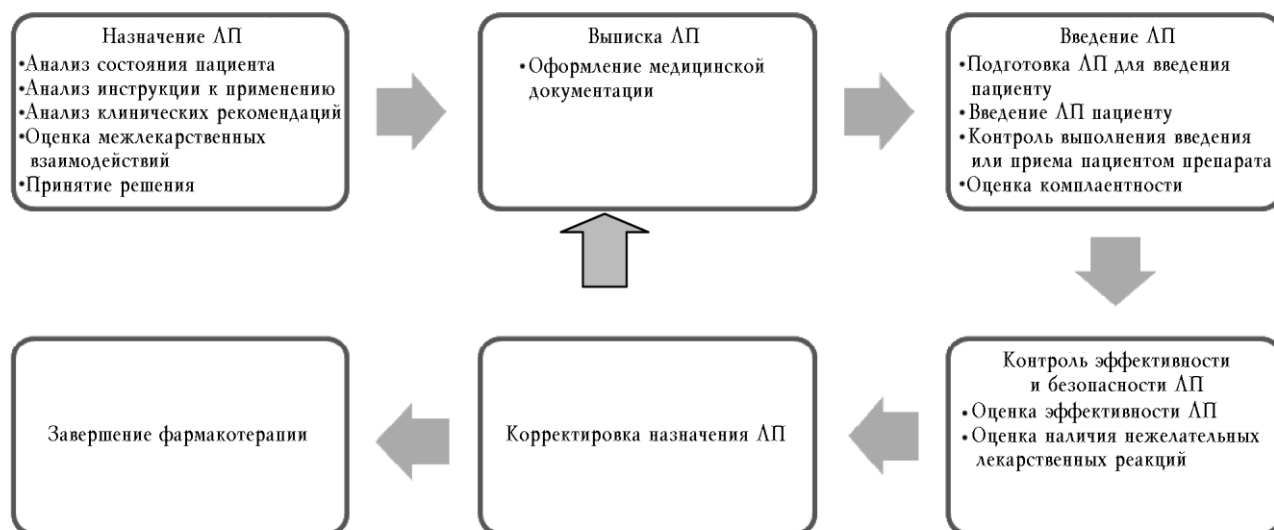 Назначение ЛП
•Анализ состояния пациента
•Анализ инструкции к применению
•Анализ клинических рекомендаций
•Оценка межлекарственных
взаимодействий
•Принятие решения
Выписка ЛП
•Оформление медицинской
документации
Введение ЛП
•Подготовка ЛП для введения
пациенту
•Введение ЛП пациенту
•Контроль выполнения введения
или приема пациентом препарата
•Оценка комплаентности
Контроль эффективности
и безопасности ЛП
•Оценка эффективности ЛП
•Оценка наличия нежелательных
лекарственных реакций
Корректировка назначения ЛП
Завершение фармакотерапии